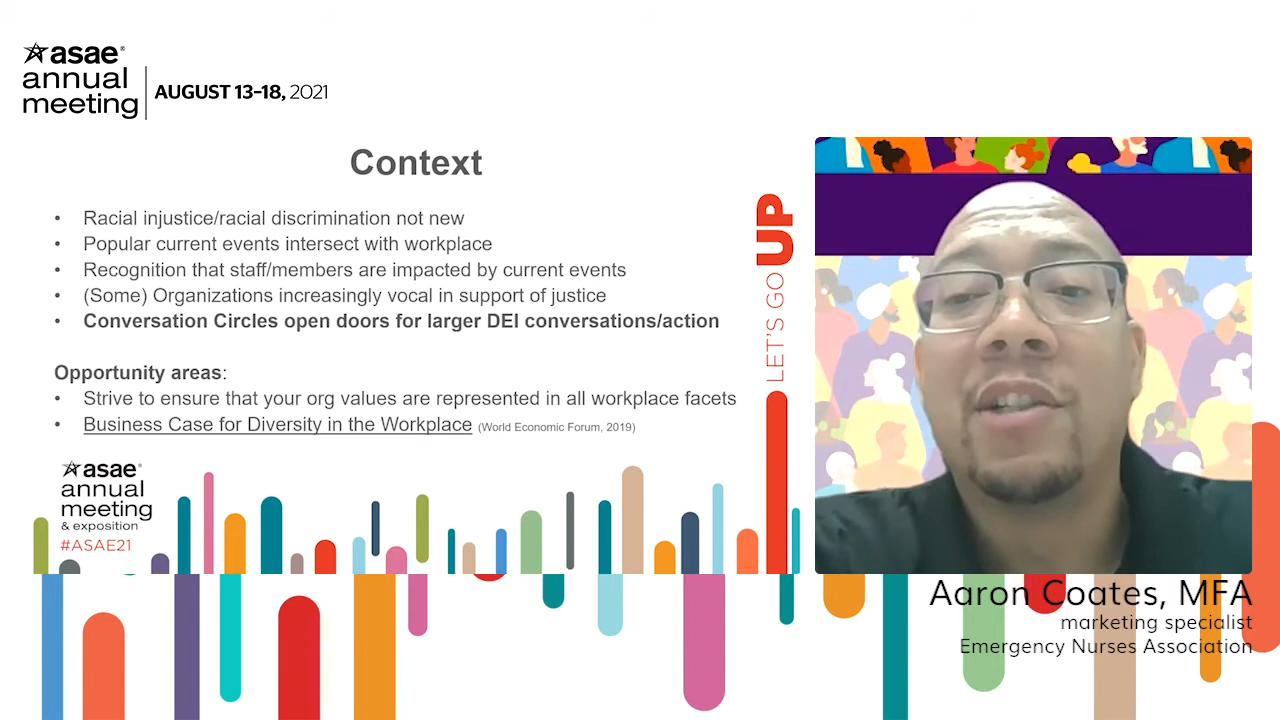 asae®
annual
meeting
AUGUST 13-18, 2021
Context
• Racial injustice/racial discrimination not new
• Popular current events intersect with workplace
• Recognition that staff/members are impacted by current events
• (Some) Organizations increasingly vocal in support of justice
• Conversation Circles open doors for larger DEI conversations/action
Opportunity areas:
• Strive to ensure that your org values are represented in all workplace facets
• Business Case for Diversity in the Workplace (World Economic Forum, 2019)
LET'S GO UP
asae®
annual
meeting
& exposition
#ASAE21
Aaron Coates, MFA
marketing specialist
Emergency Nurses Association